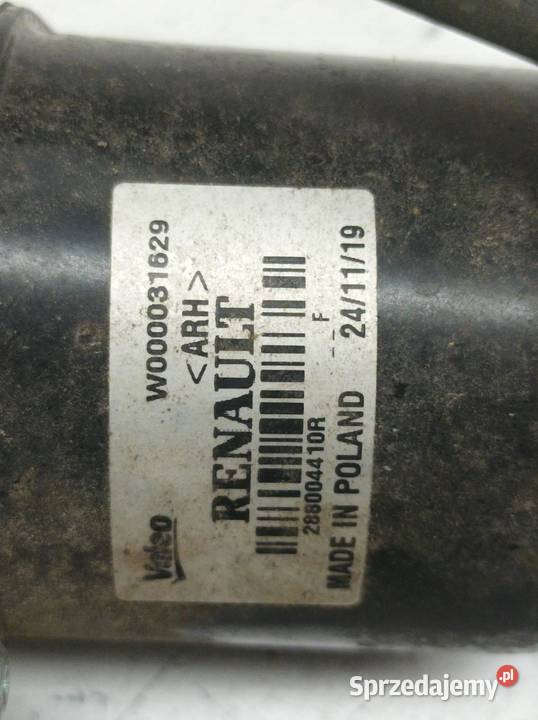 W000031629
<ARH>
RENAULT
288004410R
F
MADE IN POLAND 24/11/19
Valeo
Sprzedajemy.pl